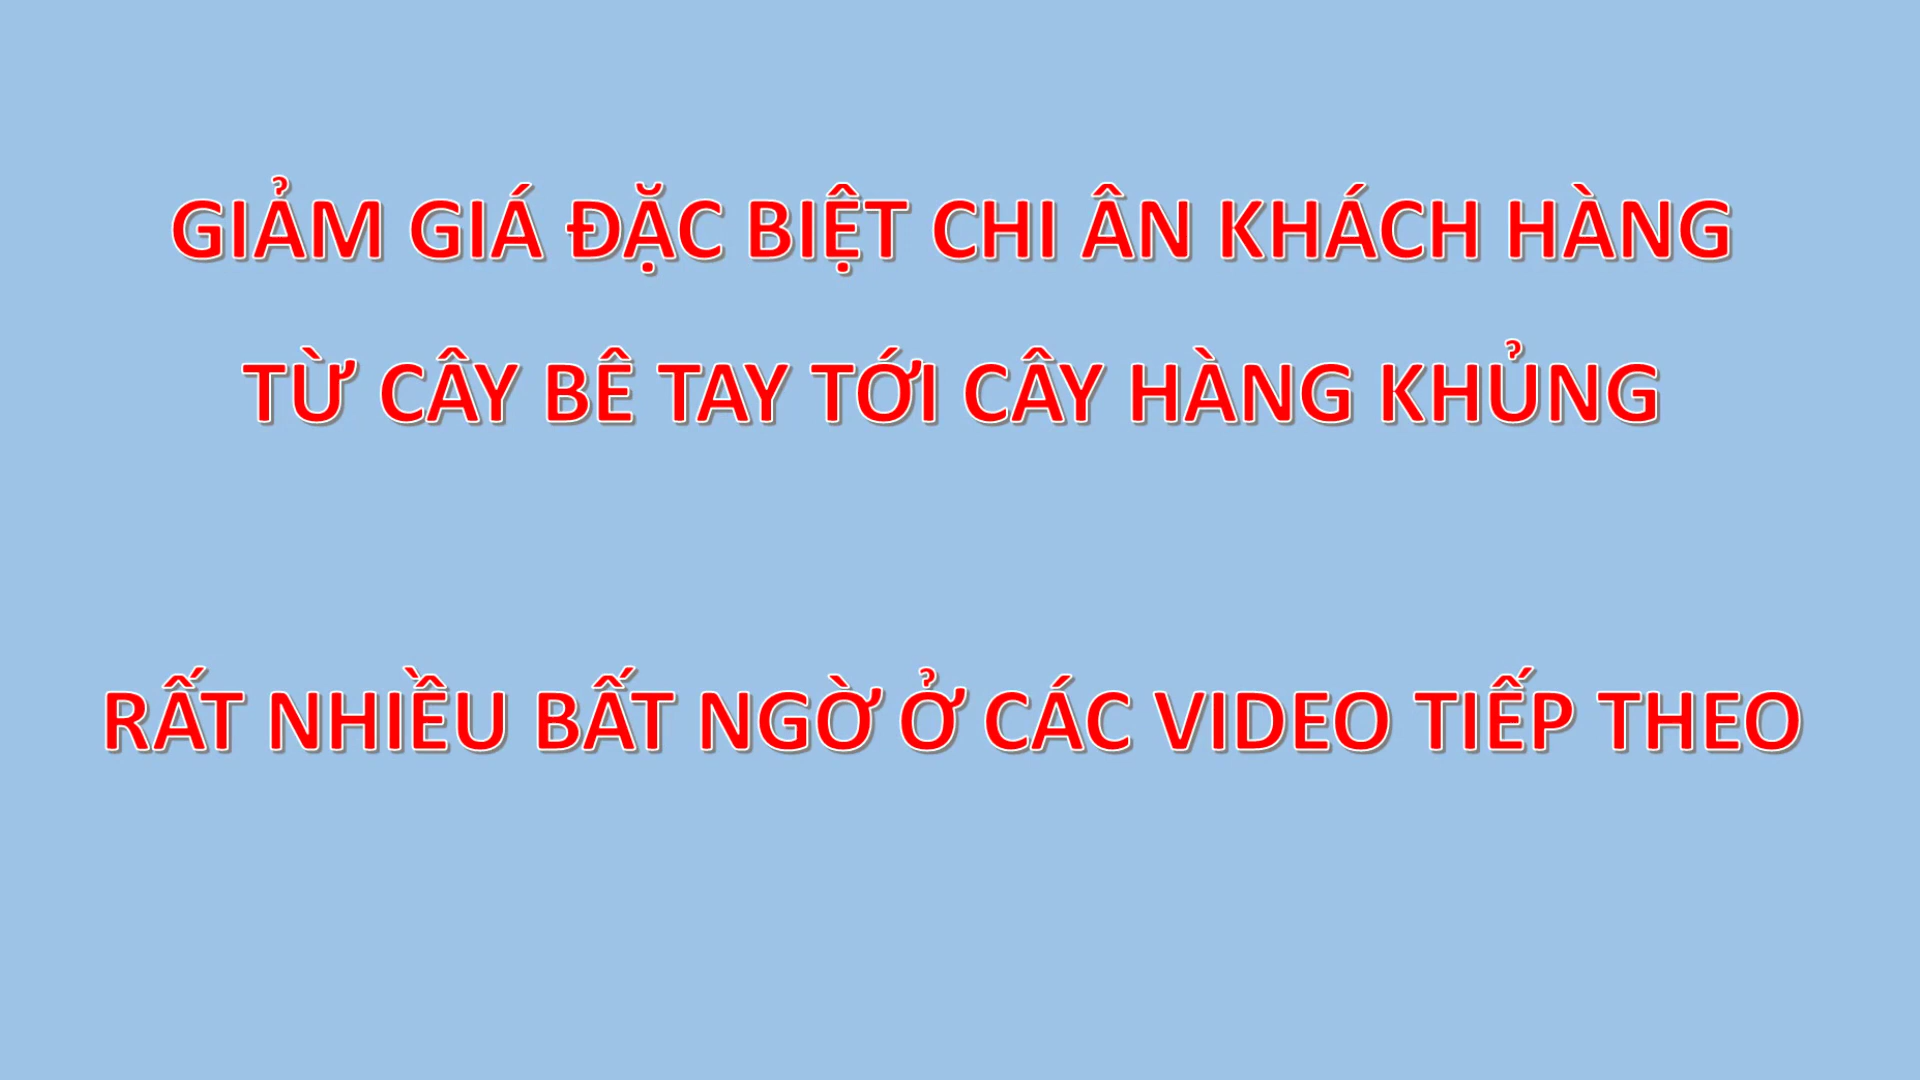 GIẢM GIÁ ĐẶC BIỆT CHI ÂN KHÁCH HÀNG
TỪ CÂY BÊ TAY TỚI CÂY HÀNG KHỦNG
RẤT NHIỀU BẤT NGỜ Ở CÁC VIDEO TIẾP THEO